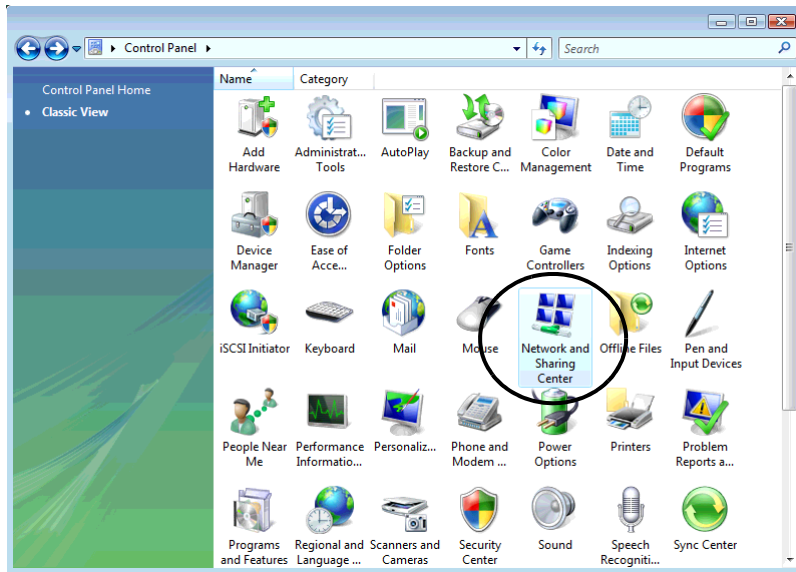 Control Panel
Search
Control Panel Home
Classic View
Name Category
Add Hardware
Administrat... Tools
AutoPlay
Backup and Restore C...
Color Management
Date and Time
Default Programs
Device Manager
Ease of Acce...
Folder Options
Fonts
Game Controllers
Indexing Options
Internet Options
iSCSI Initiator
Keyboard
Mail
Mouse
Network and Sharing Center
Offline Files
Pen and Input Devices
People Near Me
Performance Informatio...
Personaliz...
Phone and Modem ...
Power Options
Printers
Problem Reports a...
Programs and Features
Regional and Language ...
Scanners and Cameras
Security Center
Sound
Speech Recogniti...
Sync Center